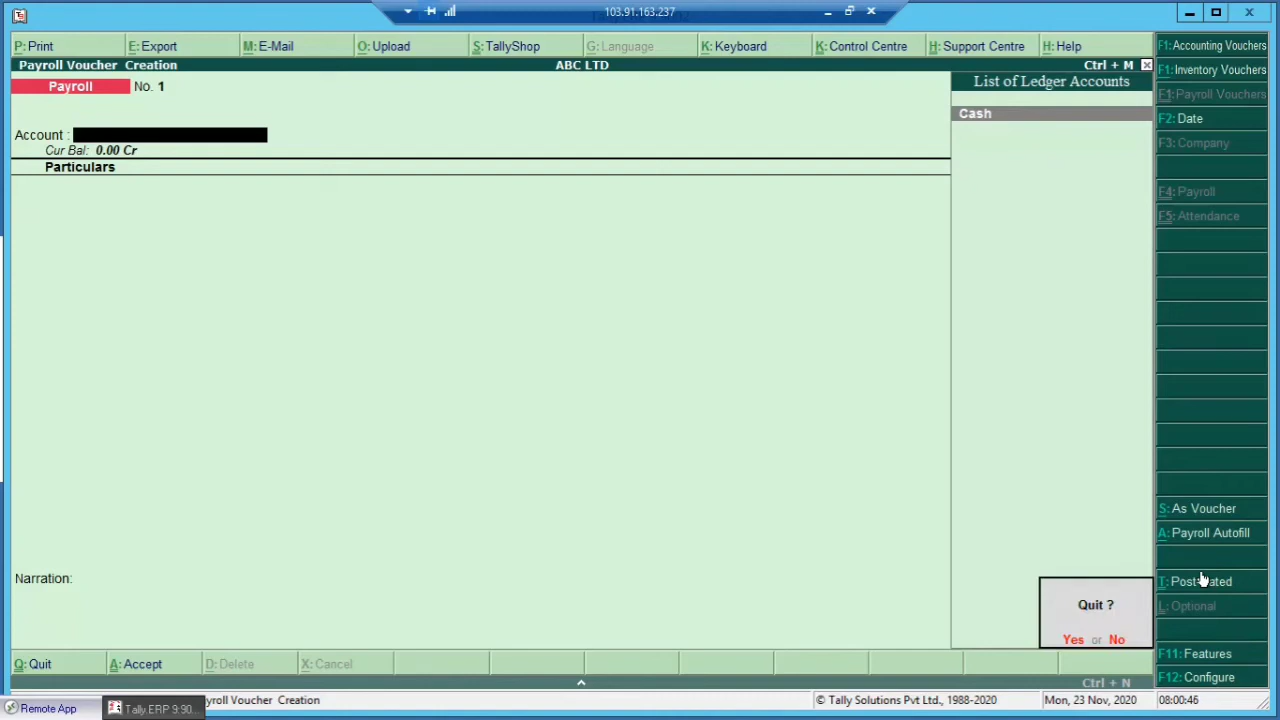 103.91.163.237
P: Print E: Export M: E-Mail O: Upload S: TallyShop G: Language K: Keyboard K: Control Centre H: Support Centre H: Help
Payroll Voucher Creation ABC LTD Ctrl + M
Payroll No. 1
Account :
Cur Bal: 0.00 Cr
Particulars
List of Ledger Accounts
Cash
F1: Accounting Vouchers
F1: Inventory Vouchers
F1: Payroll Vouchers
F2: Date
F3: Company
F4: Payroll
F5: Attendance
S: As Voucher
A: Payroll Autofill
T: Post-Dated
L: Optional
F11: Features
F12: Configure
Narration:
Quit ?
Yes or No
Q: Quit A: Accept D: Delete X: Cancel
Ctrl + N
Remote App Tally.ERP 9:90... yroll Voucher Creation © Tally Solutions Pvt Ltd., 1988-2020 Mon, 23 Nov, 2020 08:00:46